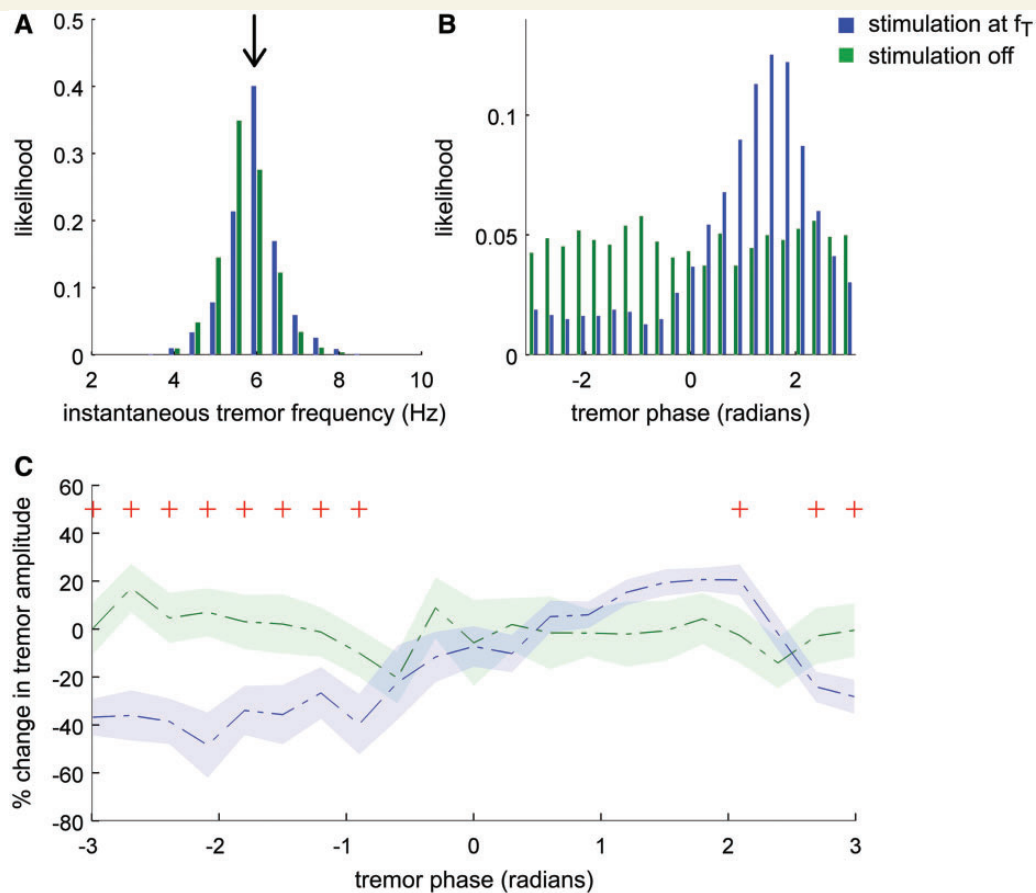 A
B
stimulation at fT
stimulation off
0.5
0.4
0.3
0.2
0.1
0
likelihood
2 4 6 8 10
instantaneous tremor frequency (Hz)
0.1
0.05
0
likelihood
-2 0 2
tremor phase (radians)
C
60
40
20
0
-20
-40
-60
-80
% change in tremor amplitude
-3 -2 -1 0 1 2 3
tremor phase (radians)